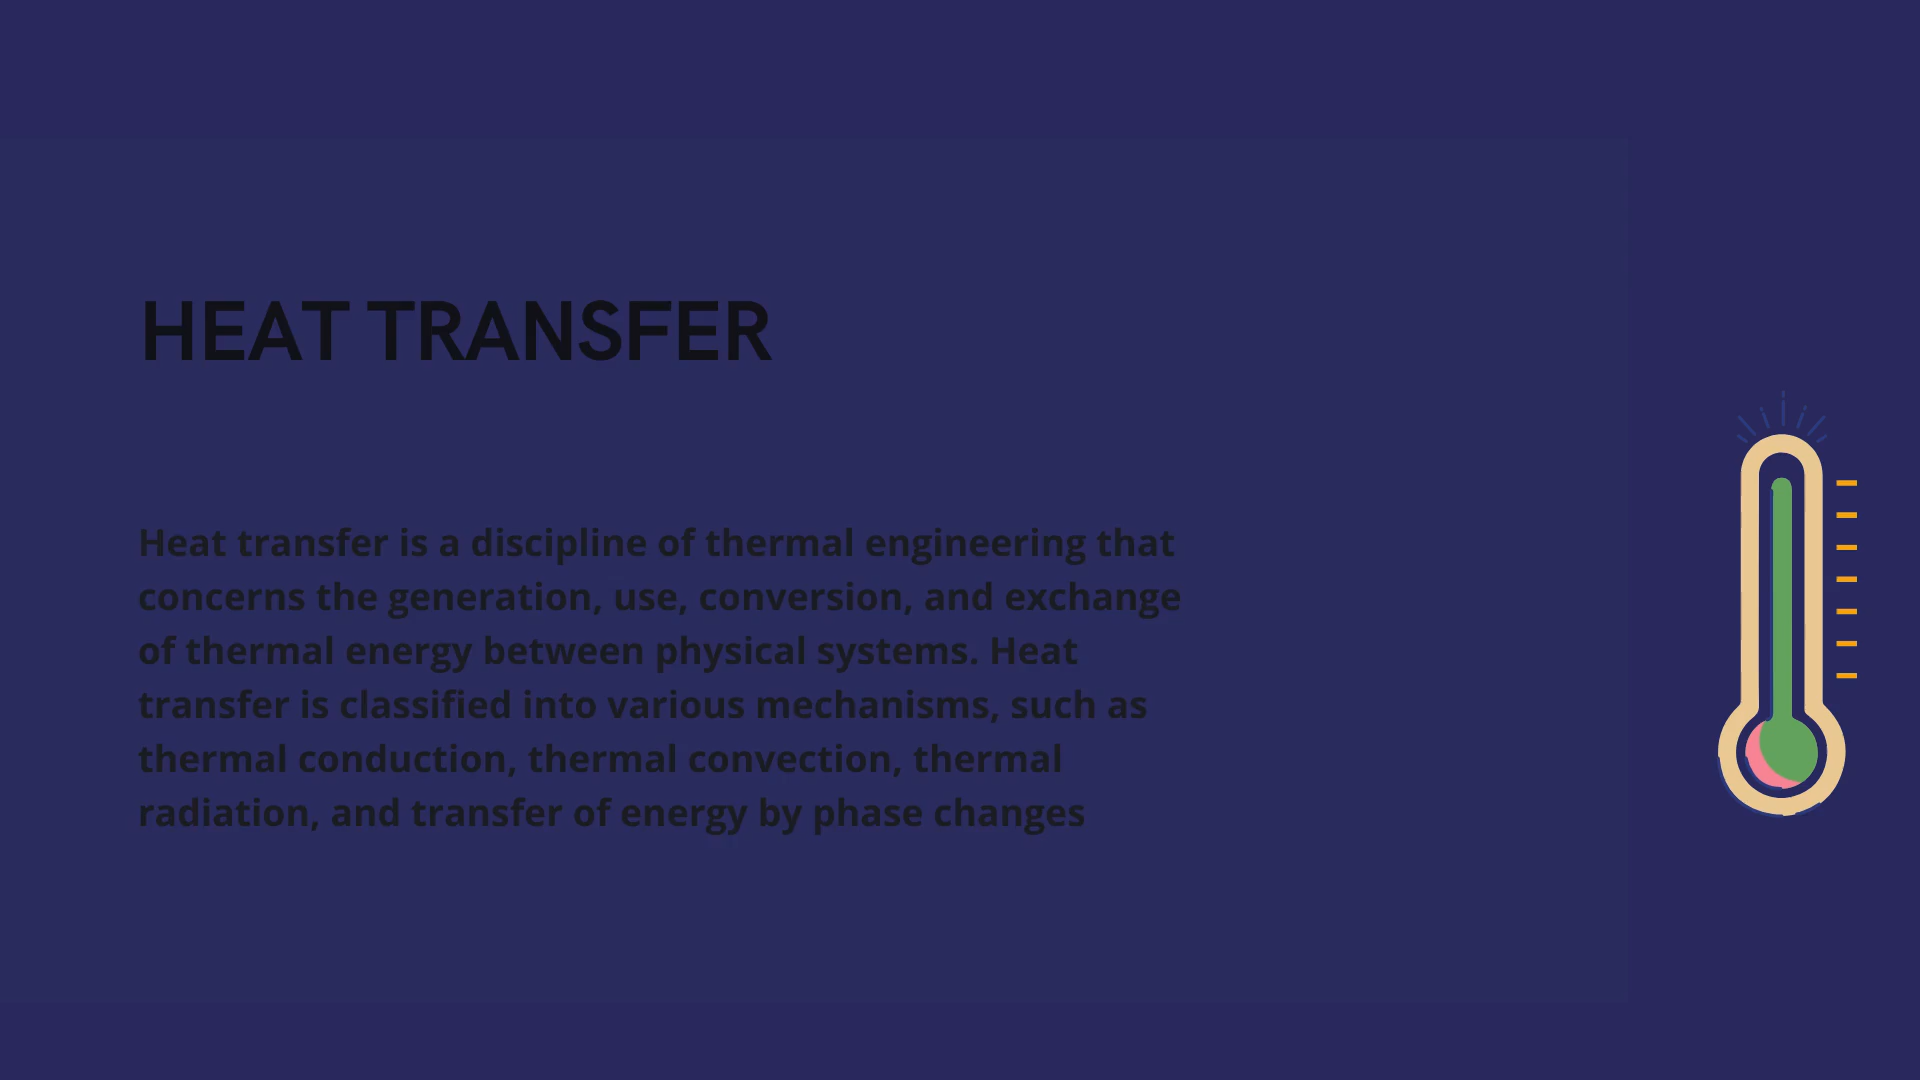 HEAT TRANSFER
Heat transfer is a discipline of thermal engineering that
concerns the generation, use, conversion, and exchange
of thermal energy between physical systems. Heat
transfer is classified into various mechanisms, such as
thermal conduction, thermal convection, thermal
radiation, and transfer of energy by phase changes